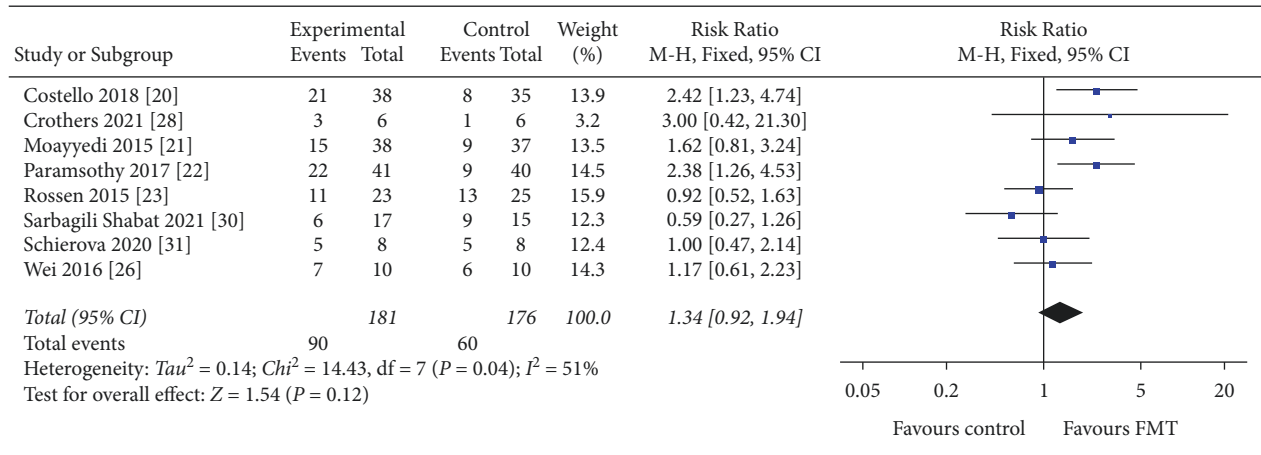 Experimental Control Weight Risk Ratio Risk Ratio
Study or Subgroup Events Total Events Total (%) M-H, Fixed, 95% CI M-H, Fixed, 95% CI
Costello 2018 [20] 21 38 8 35 13.9 2.42 [1.23, 4.74]
Crothers 2021 [28] 3 6 1 6 3.2 3.00 [0.42, 21.30]
Moayyedi 2015 [21] 15 38 9 37 13.5 1.62 [0.81, 3.24]
Paramsothy 2017 [22] 22 41 9 40 14.5 2.38 [1.26, 4.53]
Rossen 2015 [23] 11 23 13 25 15.9 0.92 [0.52, 1.63]
Sarbagili Shabat 2021 [30] 6 17 9 15 12.3 0.59 [0.27, 1.26]
Schierova 2020 [31] 5 8 5 8 12.4 1.00 [0.47, 2.14]
Wei 2016 [26] 7 10 6 10 14.3 1.17 [0.61, 2.23]
Total (95% CI) 181 176 100.0 1.34 [0.92, 1.94]
Total events 90 60
Heterogeneity: Tau² = 0.14; Chi² = 14.43, df = 7 (P = 0.04); I² = 51%
Test for overall effect: Z = 1.54 (P = 0.12)
0.05 0.2 1 5 20
Favours control Favours FMT